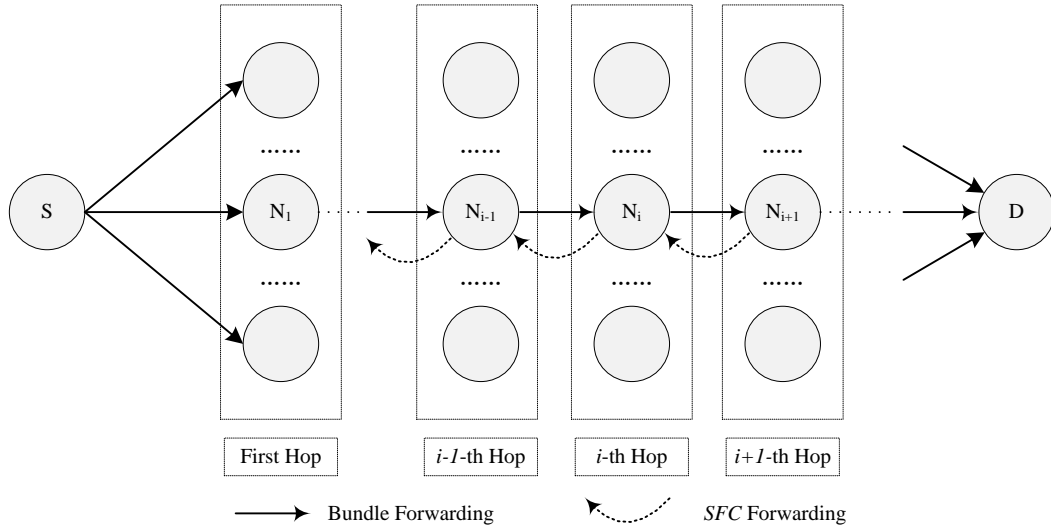 ……   ……   ……   ……
S   N₁   ......   Nᵢ₋₁   Nᵢ   Nᵢ₊₁   .......   D
……   ……   ……   ……
First Hop   i-1-th Hop   i-th Hop   i+1-th Hop
Bundle Forwarding   SFC Forwarding